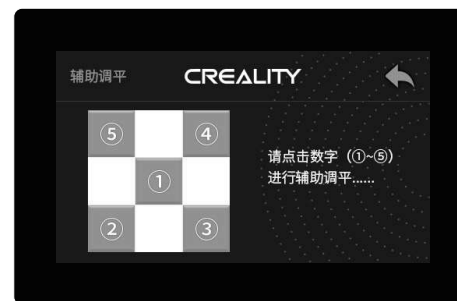 辅助调平
CREALITY
⑤ ④
①
② ③
请点击数字（①~⑤）
进行辅助调平......